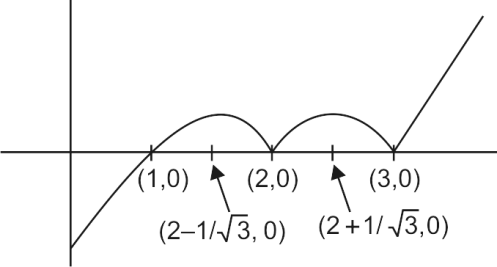 (1,0) (2,0) (3,0)
(2–1/√3, 0) (2+1/√3,0)